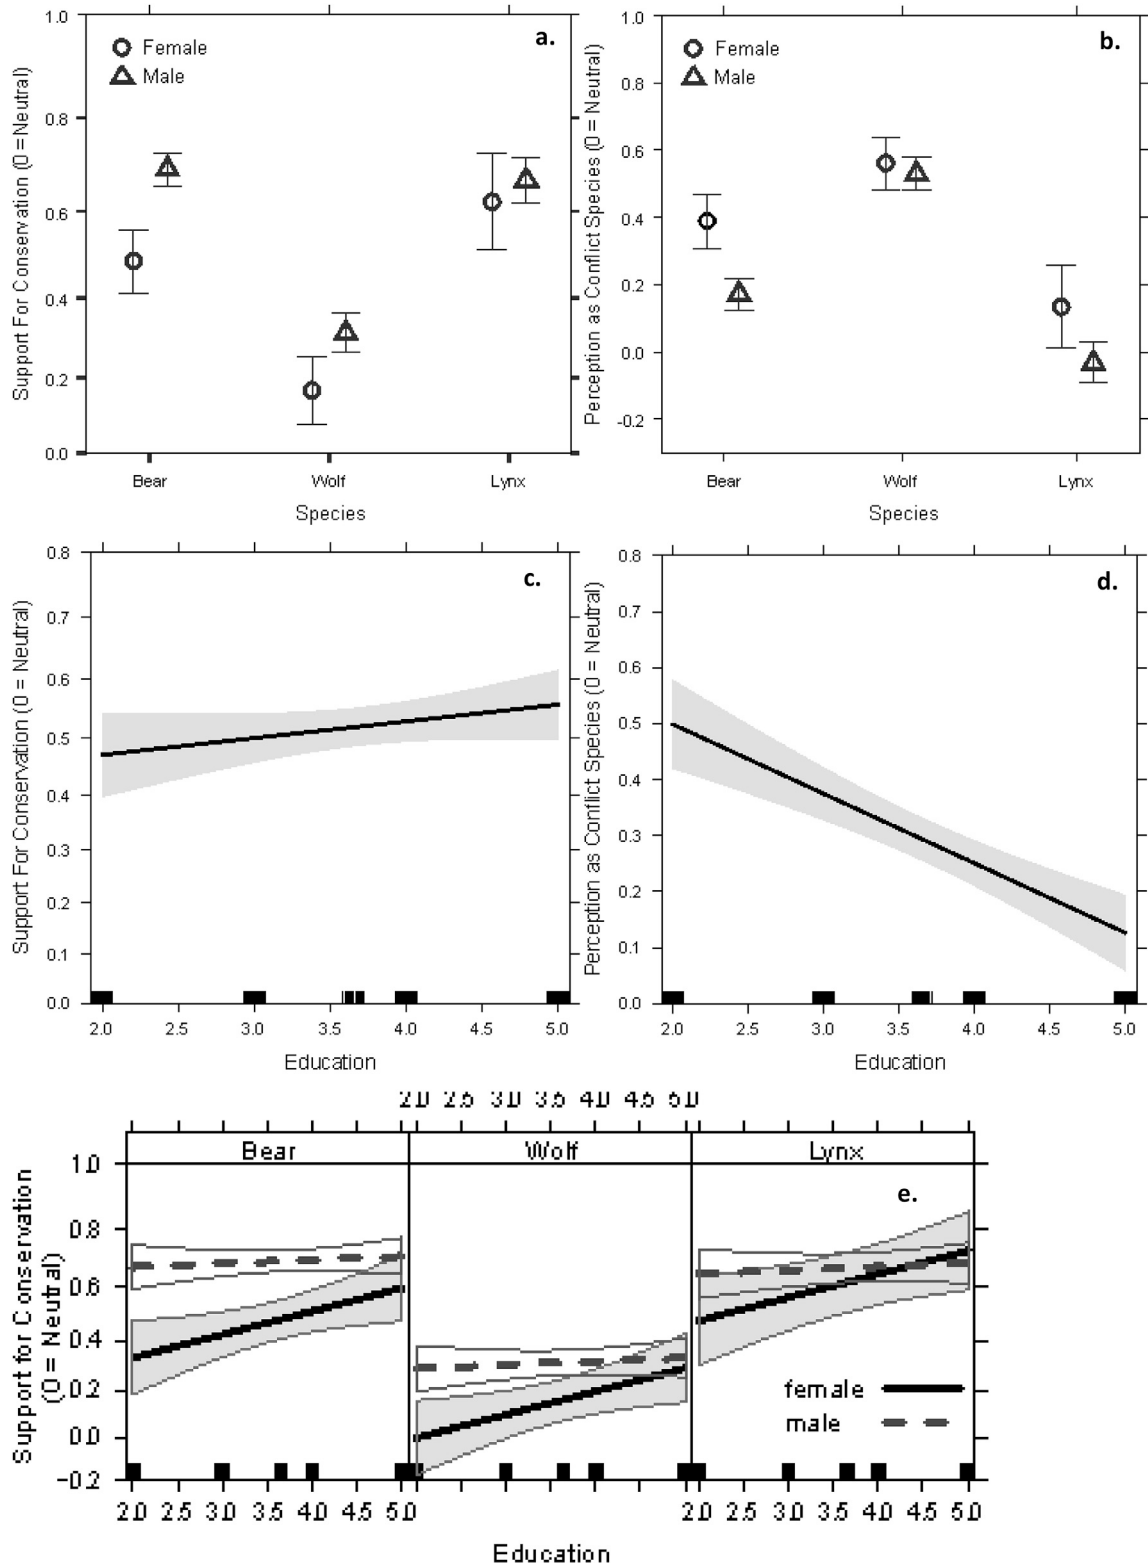 a.
Female
Male
Support For Conservation (0 = Neutral)
1.0
0.8
0.6
0.4
0.2
0.0
Bear Wolf Lynx
Species
b.
Female
Male
Perception as Conflict Species (0 = Neutral)
1.0
0.8
0.6
0.4
0.2
0.0
-0.2
Bear Wolf Lynx
Species
c.
Support For Conservation (0 = Neutral)
0.8
0.7
0.6
0.5
0.4
0.3
0.2
0.1
0.0
2.0 2.5 3.0 3.5 4.0 4.5 5.0
Education
d.
Perception as Conflict Species (0 = Neutral)
0.8
0.7
0.6
0.5
0.4
0.3
0.2
0.1
0.0
2.0 2.5 3.0 3.5 4.0 4.5 5.0
Education
2.0 2.5 3.0 3.5 4.0 4.5 5.0
Bear Wolf Lynx
e.
Support for Conservation
(0 = Neutral)
1.0
0.8
0.6
0.4
0.2
0.0
-0.2
female
male
2.0 2.5 3.0 3.5 4.0 4.5 5.0 2.0 2.5 3.0 3.5 4.0 4.5 5.0
Education